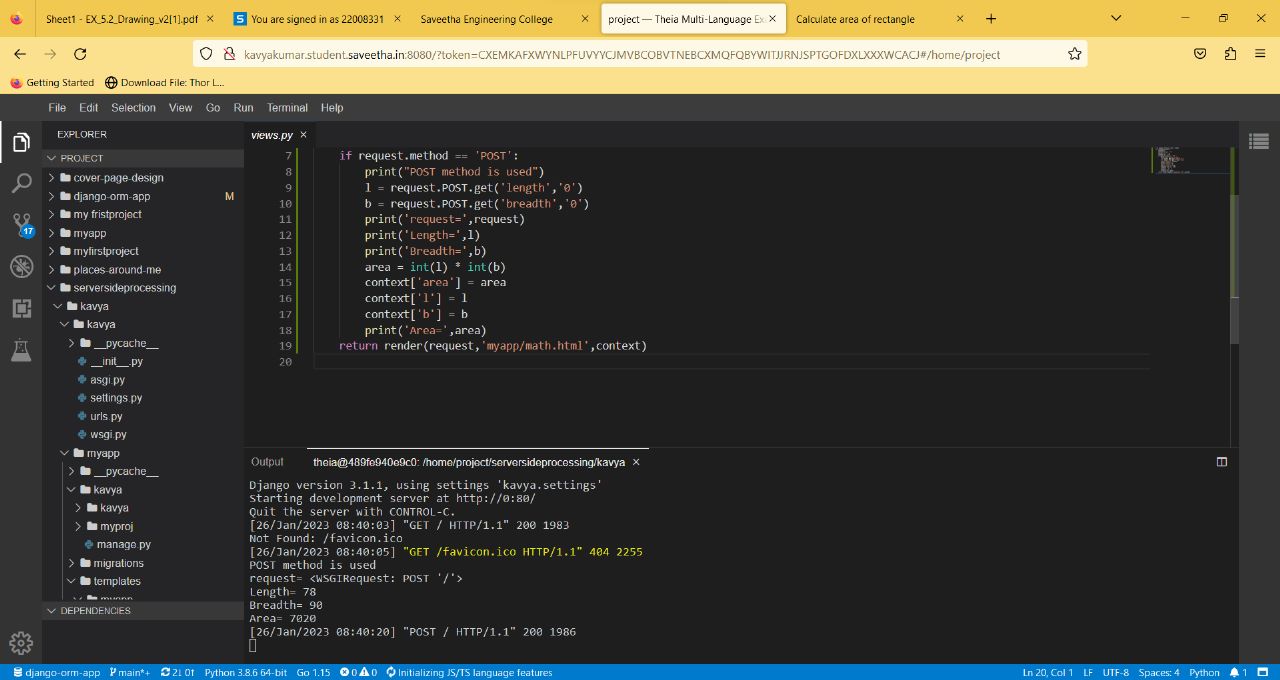 Sheet1 - EX_5.2_Drawing_v2[1].pdf
S You are signed in as 22008331
Saveetha Engineering College
project — Theia Multi-Language Ex
Calculate area of rectangle
kavyakumar.student.saveetha.in:8080/?token=CXEMKAFXWYNLPFUVYYCJMVBCOBVTNEBCXMQFQBYWITJJRNJSPTGOFDXLXXXWCACJ#/home/project
Getting Started
Download File: Thor L...
File Edit Selection View Go Run Terminal Help
EXPLORER
PROJECT
cover-page-design
django-orm-app M
my fristproject
myapp
myfirstproject
places-around-me
serversideprocessing
kavya
kavya
__pycache__
__init__.py
asgi.py
settings.py
urls.py
wsgi.py
myapp
__pycache__
kavya
kavya
myproj
manage.py
migrations
templates
myapp
DEPENDENCIES
17
views.py
7 if request.method == 'POST':
8 print("POST method is used")
9 l = request.POST.get('length','0')
10 b = request.POST.get('breadth','0')
11 print('request=',request)
12 print('Length=',l)
13 print('Breadth=',b)
14 area = int(l) * int(b)
15 context['area'] = area
16 context['l'] = l
17 context['b'] = b
18 print('Area=',area)
19 return render(request,'myapp/math.html',context)
20
Output
theia@489fe940e9c0: /home/project/serversideprocessing/kavya
Django version 3.1.1, using settings 'kavya.settings'
Starting development server at http://0:80/
Quit the server with CONTROL-C.
[26/Jan/2023 08:40:03] "GET / HTTP/1.1" 200 1983
Not Found: /favicon.ico
[26/Jan/2023 08:40:05] "GET /favicon.ico HTTP/1.1" 404 2255
POST method is used
request= <WSGIRequest: POST '/'>
Length= 78
Breadth= 90
Area= 7020
[26/Jan/2023 08:40:20] "POST / HTTP/1.1" 200 1986
django-orm-app main*+ 2↓ 0↑ Python 3.8.6 64-bit Go 1.15 0 0 Initializing JS/TS language features Ln 20, Col 1 LF UTF-8 Spaces: 4 Python 1